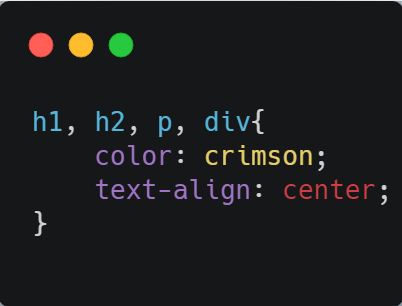 h1, h2, p, div{
    color: crimson;
    text-align: center;
}